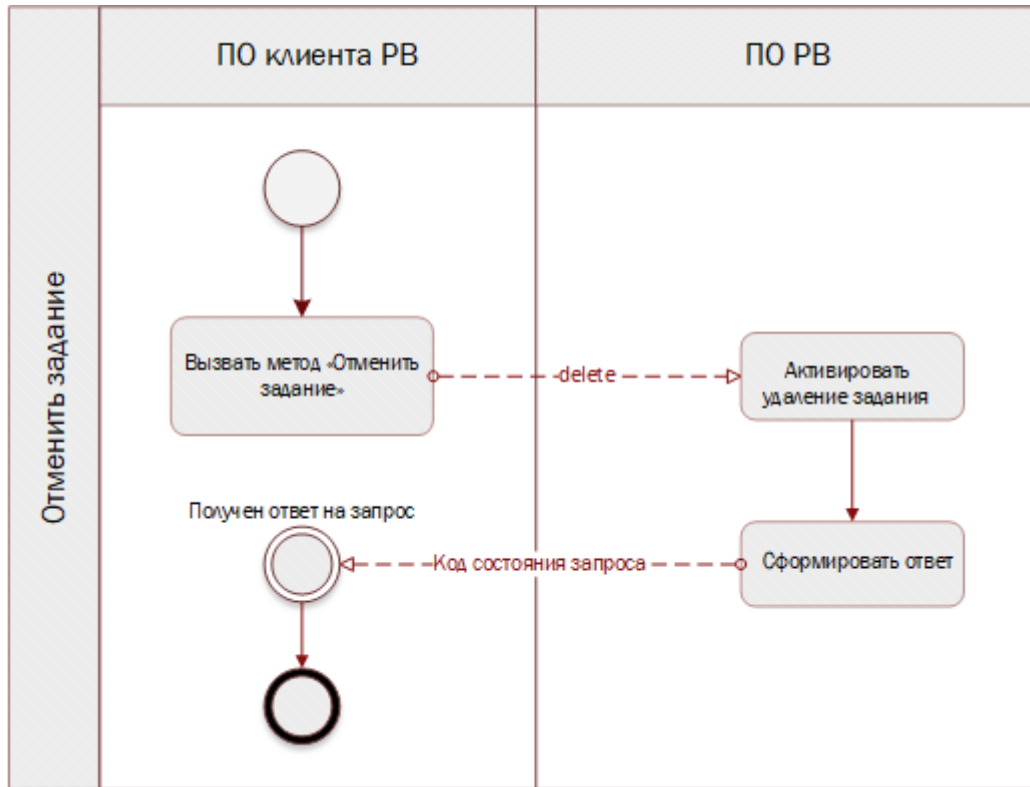 ПО клиента РВ
ПО РВ
Отменить задание
Вызвать метод «Отменить
задание»
delete
Активировать
удаление задания
Получен ответ на запрос
Код состояния запроса
Сформировать ответ